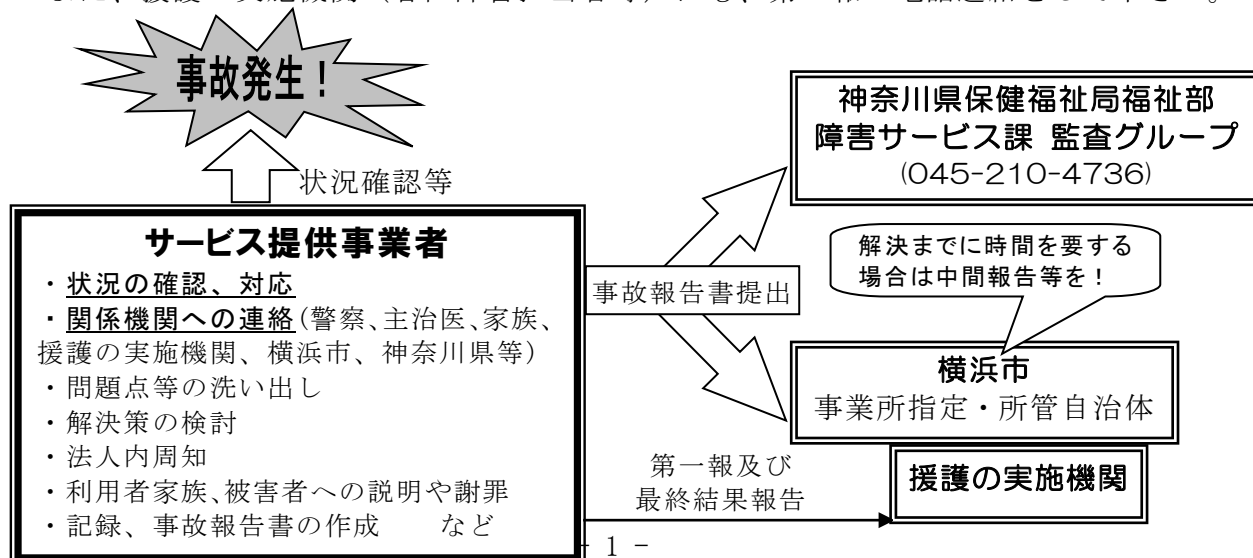 事故発生！
神奈川県保健福祉局福祉部
障害サービス課 監査グループ
(045-210-4736)
状況確認等
サービス提供事業者
・状況の確認、対応
・関係機関への連絡(警察、主治医、家族、
援護の実施機関、横浜市、神奈川県等)
・問題点等の洗い出し
・解決策の検討
・法人内周知
・利用者家族、被害者への説明や謝罪
・記録、事故報告書の作成　　など
事故報告書提出
解決までに時間を要する
場合は中間報告等を！
横浜市
事業所指定・所管自治体
第一報及び
最終結果報告
援護の実施機関
- 1 -